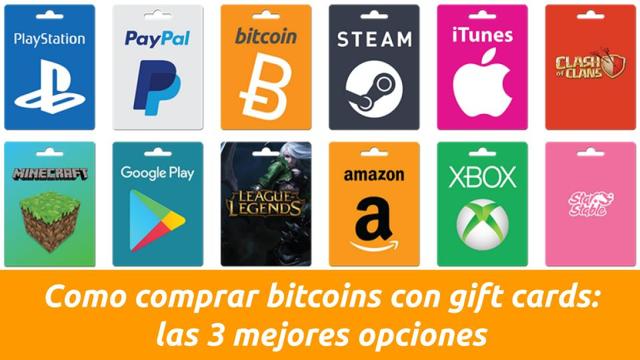 PlayStation
PayPal
bitcoin
STEAM
iTunes
CLASH
OF
CLANS
MINECRAFT
Google Play
LEAGUE
OF
LEGENDS
amazon
a
XBOX
Star
Stable
Como comprar bitcoins con gift cards:
las 3 mejores opciones